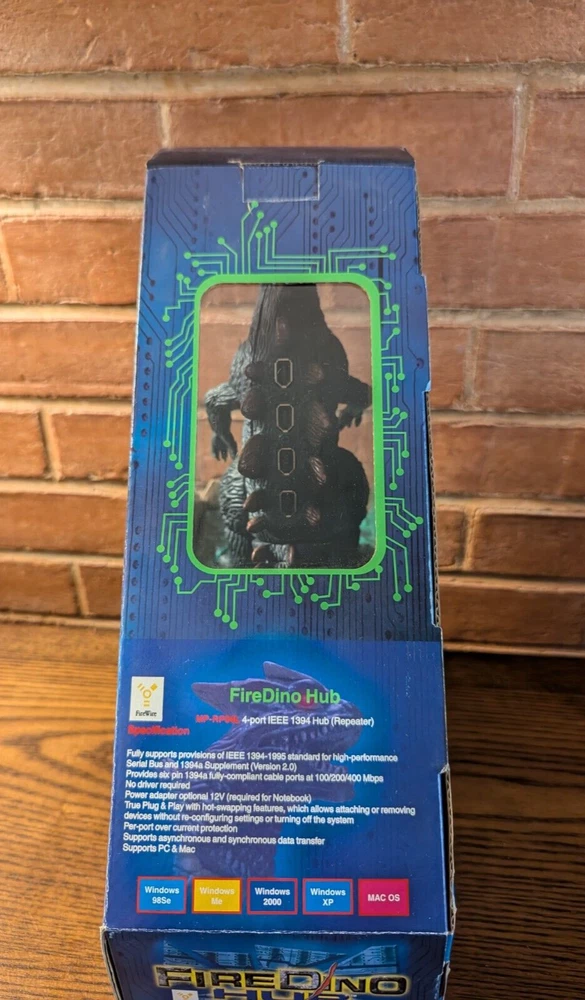 FireDino Hub
FireWire
4-port IEEE 1394 Hub (Repeater)
Specification
Fully supports provisions of IEEE 1394-1995 standard for high-performance
Serial Bus and 1394a Supplement (Version 2.0)
Provides six pin 1394a fully-compliant cable ports at 100/200/400 Mbps
No driver required
Power adapter optional 12V (required for Notebook)
True Plug & Play with hot-swapping features, which allows attaching or removing
devices without re-configuring settings or turning off the system
Per-port over current protection
Supports asynchronous and synchronous data transfer
Supports PC & Mac
Windows
98Se
Windows
Me
Windows
2000
Windows
XP
MAC OS
FIREDINO
HUB